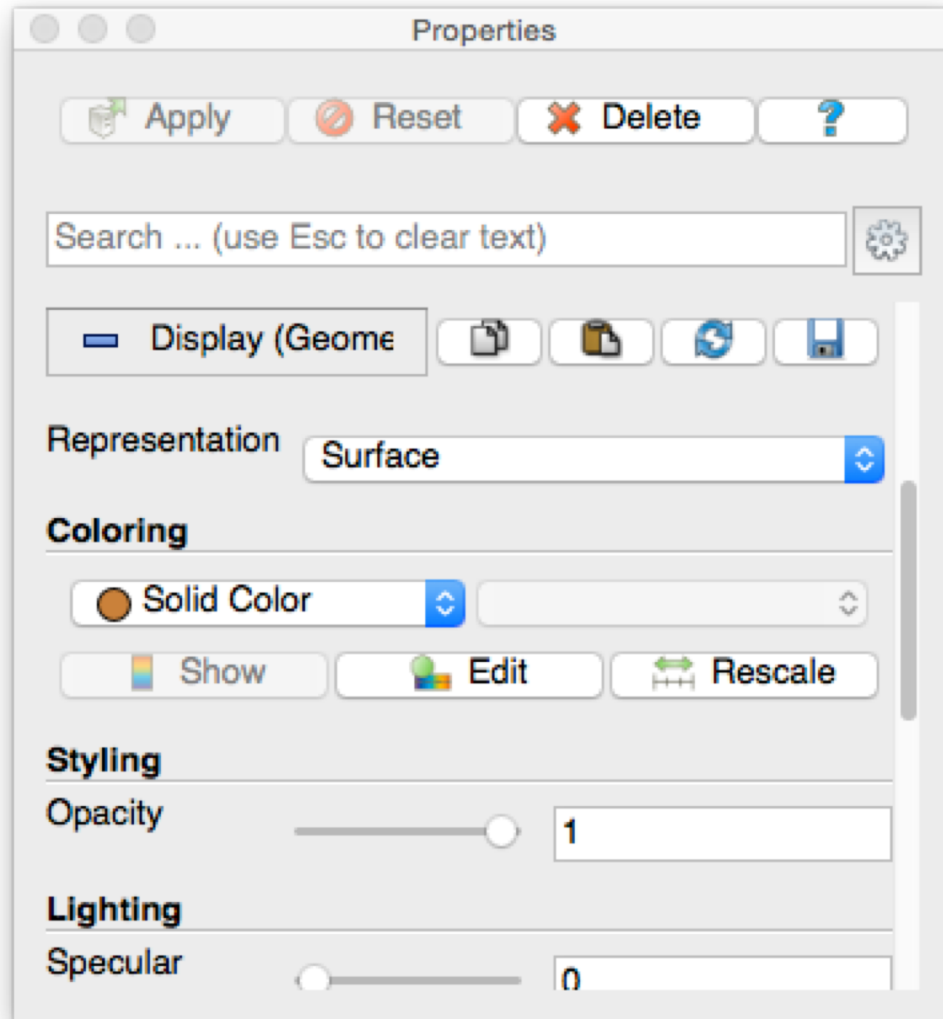 Properties
Apply Reset Delete ?
Search ... (use Esc to clear text)
Display (Geome
Representation Surface
Coloring
Solid Color
Show Edit Rescale
Styling
Opacity 1
Lighting
Specular 0